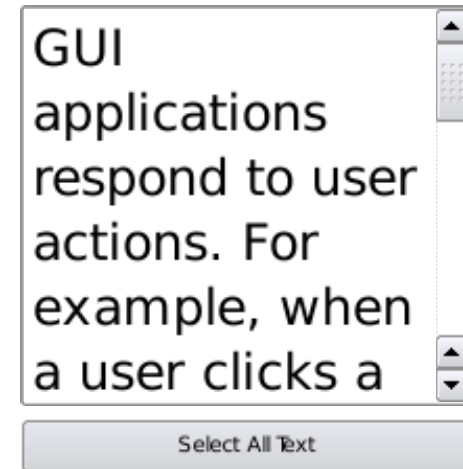 GUI
applications
respond to user
actions. For
example, when
a user clicks a
Select All Text